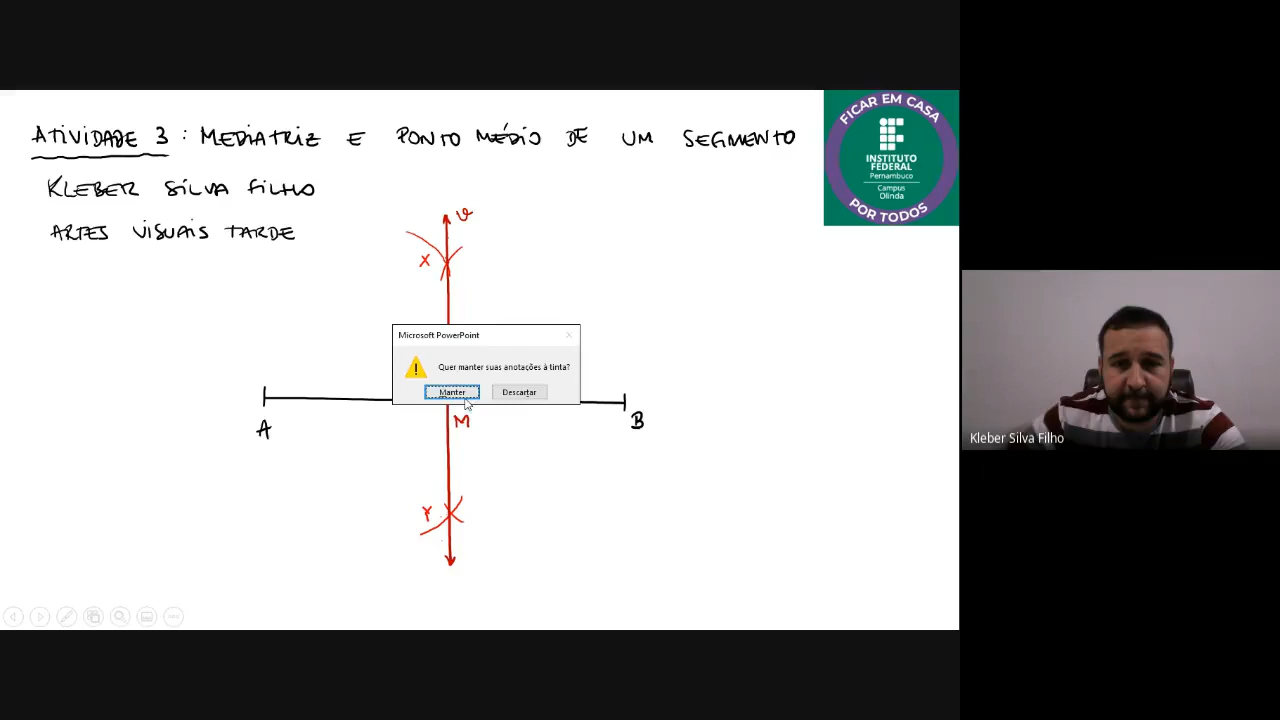 ATIVIDADE 3 : MEDIATRIZ E PONTO MÉDIO DE UM SEGMENTO
KLEBER SILVA FILHO
ARTES VISUAIS TARDE
FICAR EM CASA
INSTITUTO
FEDERAL
Pernambuco
Campus
Olinda
POR TODOS
X
Microsoft PowerPoint
Quer manter suas anotações à tinta?
Manter
Descartar
A
M
B
Kleber Silva Filho